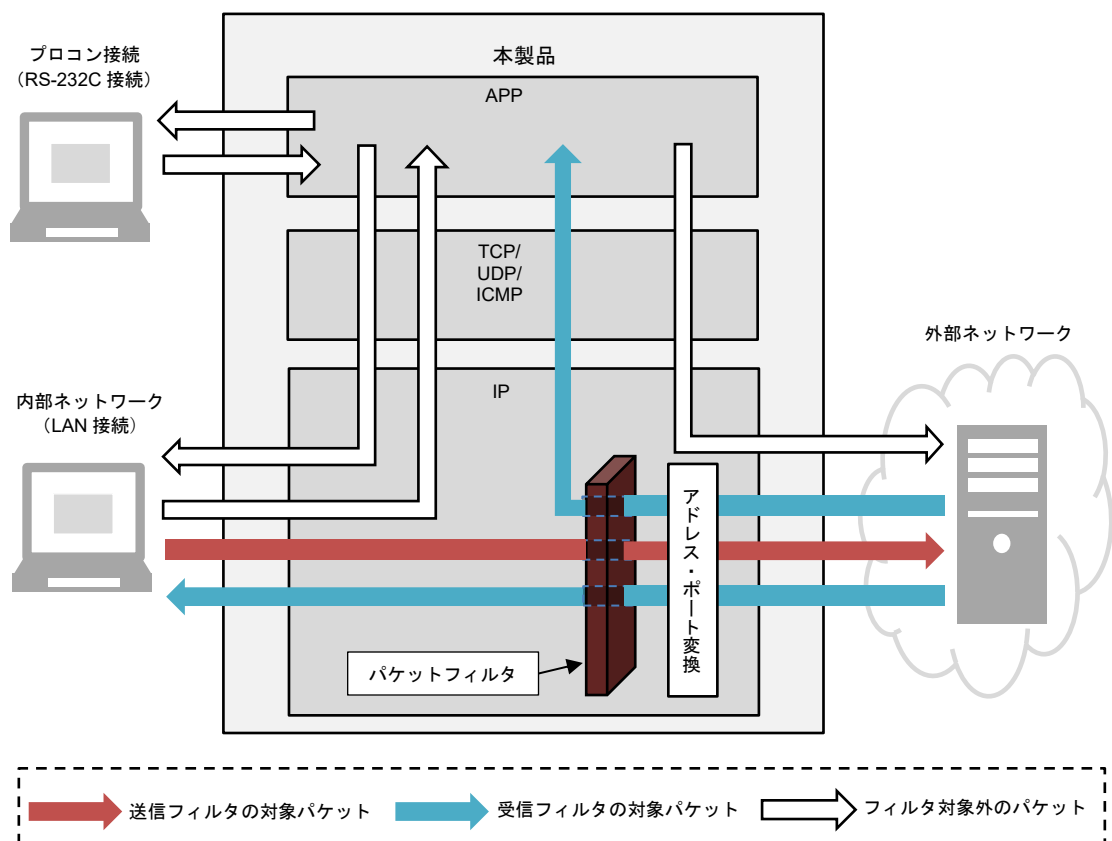 プロコン接続
（RS-232C 接続）
本製品
APP
TCP/
UDP/
ICMP
外部ネットワーク
内部ネットワーク
（LAN 接続）
IP
アドレス・ポート変換
パケットフィルタ
送信フィルタの対象パケット
受信フィルタの対象パケット
フィルタ対象外のパケット